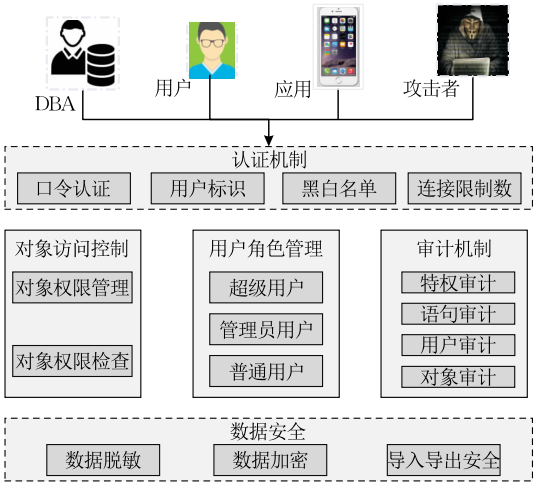 DBA
用户
应用
攻击者
认证机制
口令认证
用户标识
黑白名单
连接限制数
对象访问控制
对象权限管理
对象权限检查
用户角色管理
超级用户
管理员用户
普通用户
审计机制
特权审计
语句审计
用户审计
对象审计
数据安全
数据脱敏
数据加密
导入导出安全